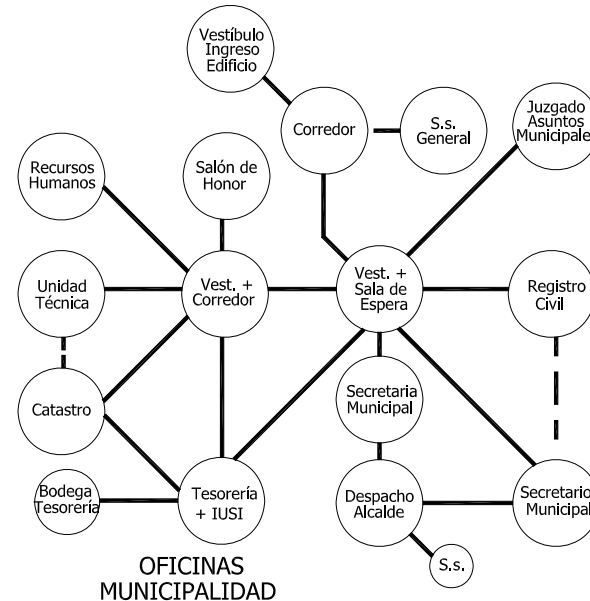 Vestíbulo
Ingreso
Edificio
Corredor
S.s.
General
Juzgado
Asuntos
Municipales
Recursos
Humanos
Salón de
Honor
Unidad
Técnica
Vest. +
Corredor
Vest. +
Sala de
Espera
Registro
Civil
Catastro
Secretaria
Municipal
Bodega
Tesorería
Tesorería
+ IUSI
Despacho
Alcalde
Secretario
Municipal
S.s.
OFICINAS
MUNICIPALIDAD